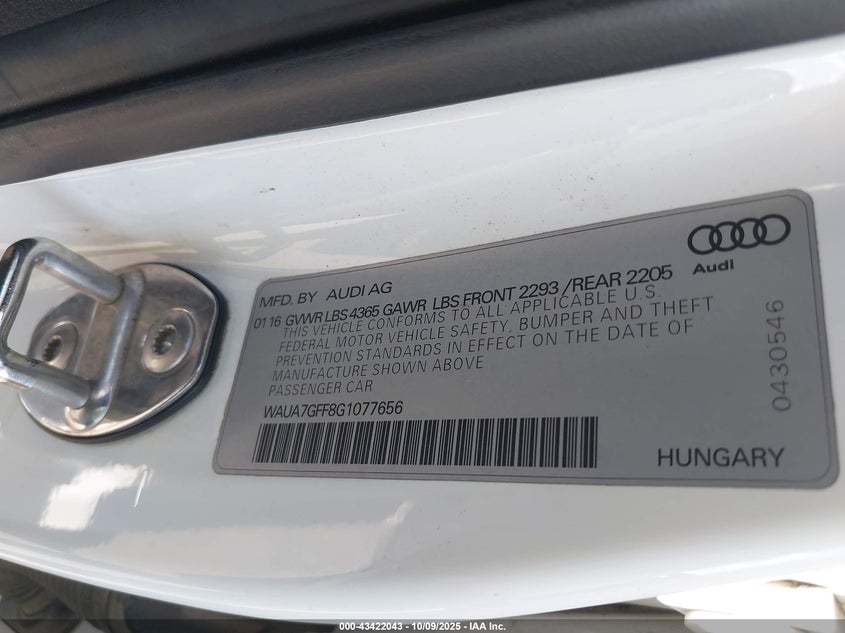 Audi
MFD. BY AUDI AG
01 16 GVWR LBS 4365 GAWR LBS FRONT 2293 /REAR 2205
THIS VEHICLE CONFORMS TO ALL APPLICABLE U.S.
FEDERAL MOTOR VEHICLE SAFETY, BUMPER AND THEFT
PREVENTION STANDARDS IN EFFECT ON THE DATE OF
MANUFACTURE SHOWN ABOVE
PASSENGER CAR
WAUA7GFF8G1077656
0430546
HUNGARY
000-43422043 - 10/09/2025 - IAA Inc.